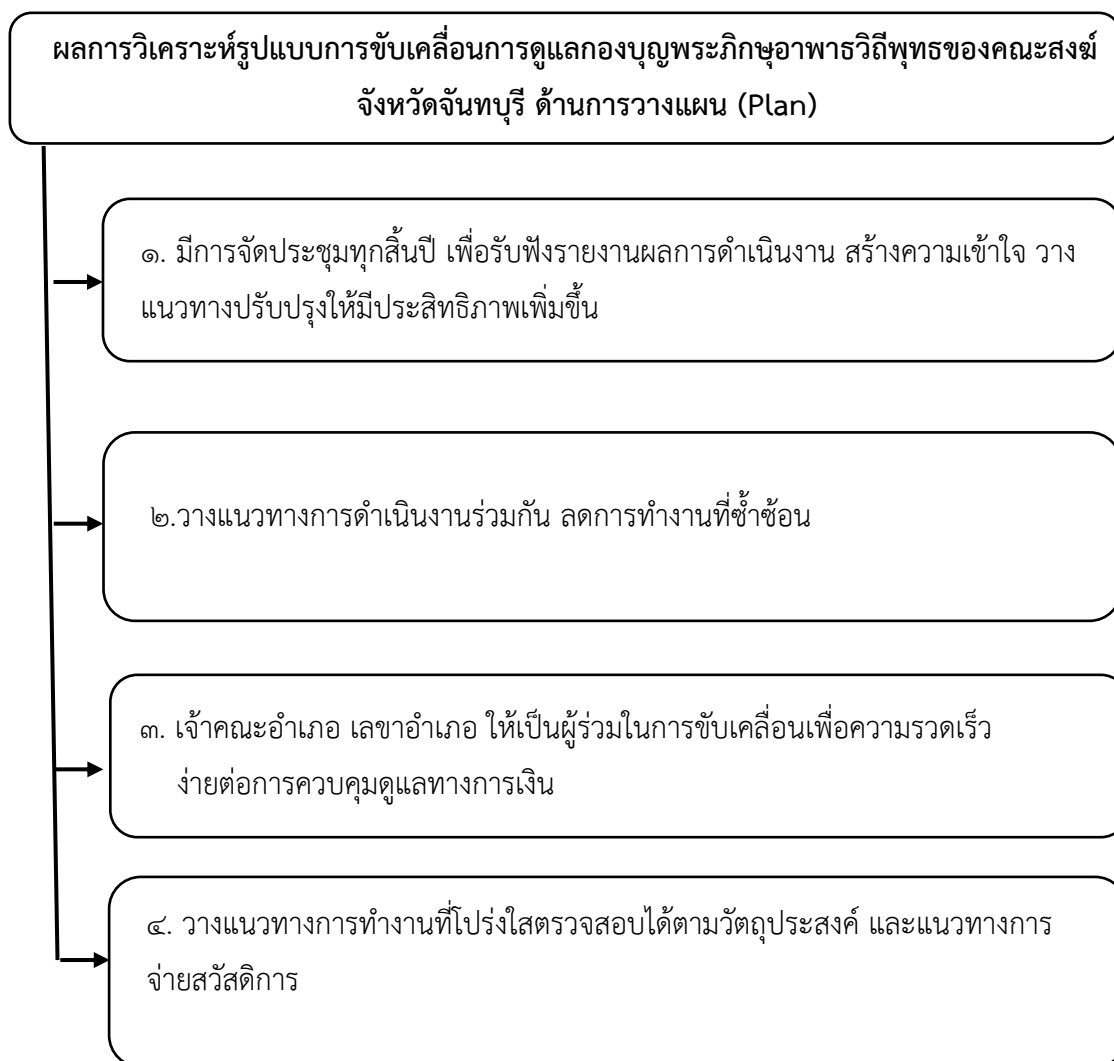 ผลการวิเคราะห์รูปแบบการขับเคลื่อนการดูแลกองบุญพระภิกษุอาพาธวิถีพุทธของคณะสงฆ์
จังหวัดจันทบุรี ด้านการวางแผน (Plan)
๑. มีการจัดประชุมทุกสิ้นปี เพื่อรับฟังรายงานผลการดำเนินงาน สร้างความเข้าใจ วาง
แนวทางปรับปรุงให้มีประสิทธิภาพเพิ่มขึ้น
๒.วางแนวทางการดำเนินงานร่วมกัน ลดการทำงานที่ซ้ำซ้อน
๓. เจ้าคณะอำเภอ เลขาอำเภอ ให้เป็นผู้ร่วมในการขับเคลื่อนเพื่อความรวดเร็ว
ง่ายต่อการควบคุมดูแลทางการเงิน
๔. วางแนวทางการทำงานที่โปร่งใสตรวจสอบได้ตามวัตถุประสงค์ และแนวทางการ
จ่ายสวัสดิการ